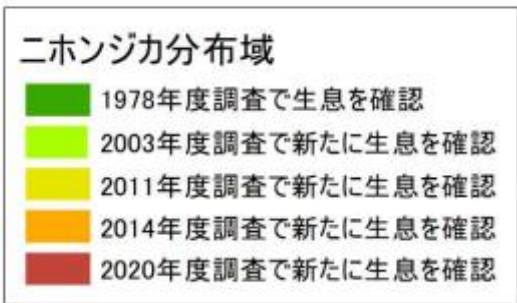 ニホンジカ分布域
1978年度調査で生息を確認
2003年度調査で新たに生息を確認
2011年度調査で新たに生息を確認
2014年度調査で新たに生息を確認
2020年度調査で新たに生息を確認